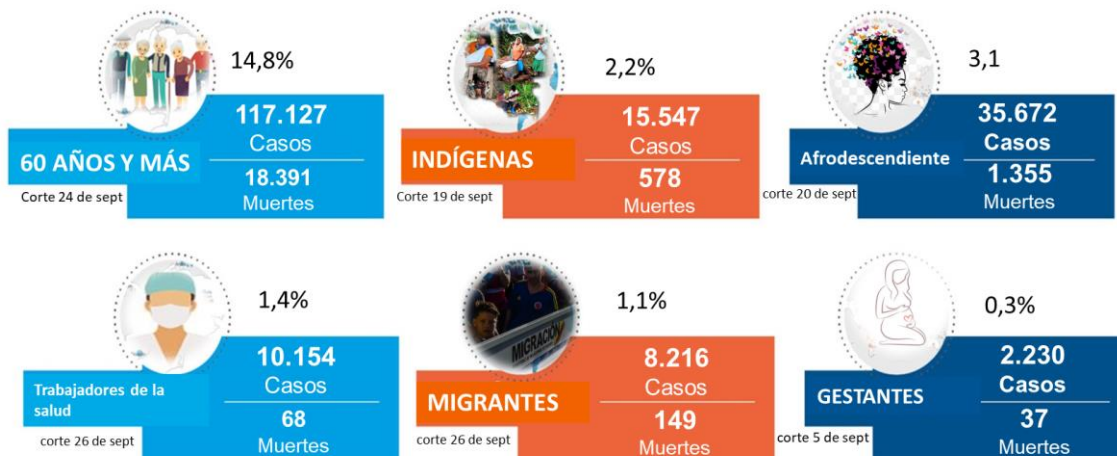 14,8%
117.127
Casos
60 AÑOS Y MÁS
18.391
Muertes
Corte 24 de sept
2,2%
15.547
Casos
INDÍGENAS
578
Muertes
Corte 19 de sept
3,1
35.672
Casos
Afrodescendiente
1.355
Muertes
corte 20 de sept
1,4%
10.154
Casos
Trabajadores de la
salud
68
Muertes
corte 26 de sept
1,1%
MIGRACIÓN
8.216
Casos
MIGRANTES
149
Muertes
corte 26 de sept
0,3%
2.230
Casos
GESTANTES
37
Muertes
corte 5 de sept